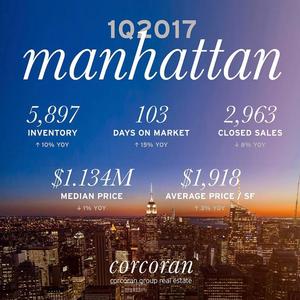 1Q2017
manhattan
5,897
INVENTORY
↑ 10% YOY
103
DAYS ON MARKET
↑ 15% YOY
2,963
CLOSED SALES
↓ 8% YOY
$1.134M
MEDIAN PRICE
↓ 1% YOY
$1,918
AVERAGE PRICE / SF
↑ 3% YOY
corcoran
corcoran group real estate